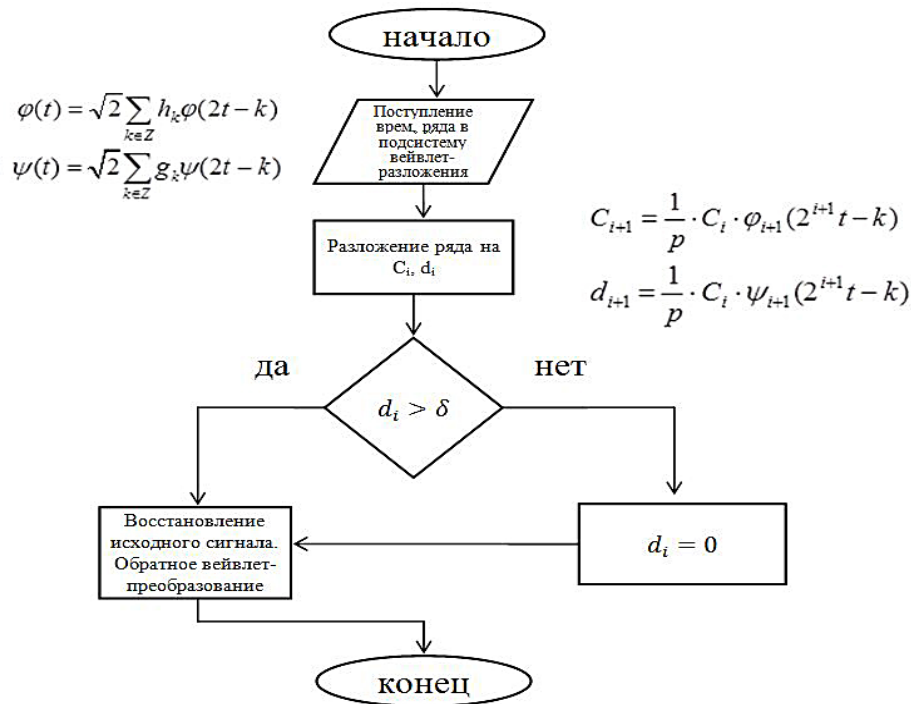 начало
φ(t) = √2 ∑ h_k φ(2t − k)
k∈Z
ψ(t) = √2 ∑ g_k ψ(2t − k)
k∈Z
Поступление
врем, ряда в
подсистему
вейвлет-
разложения
Разложение ряда на
C_i, d_i
C_{i+1} = 1/p · C_i · φ_{i+1}(2^{i+1}t − k)
d_{i+1} = 1/p · C_i · ψ_{i+1}(2^{i+1}t − k)
да
нет
d_i > δ
Восстановление
исходного сигнала.
Обратное вейвлет-
преобразование
d_i = 0
конец